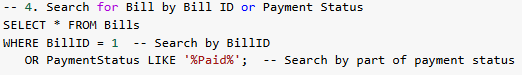 -- 4. Search for Bill by Bill ID or Payment Status
SELECT * FROM Bills
WHERE BillID = 1  -- Search by BillID
   OR PaymentStatus LIKE '%Paid%';  -- Search by part of payment status